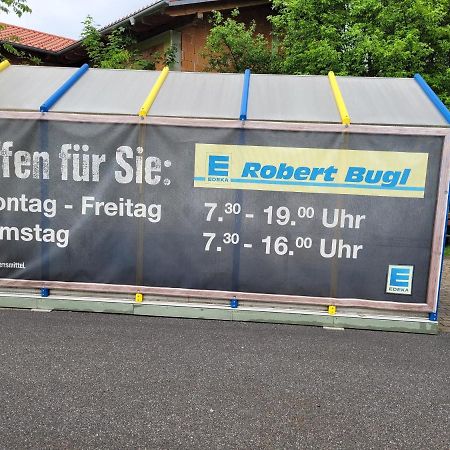 ffen für Sie:
E EDEKA Robert Bugl
ontag - Freitag 7.30 - 19.00 Uhr
mstag 7.30 - 16.00 Uhr
ensmittel.
E
EDEKA